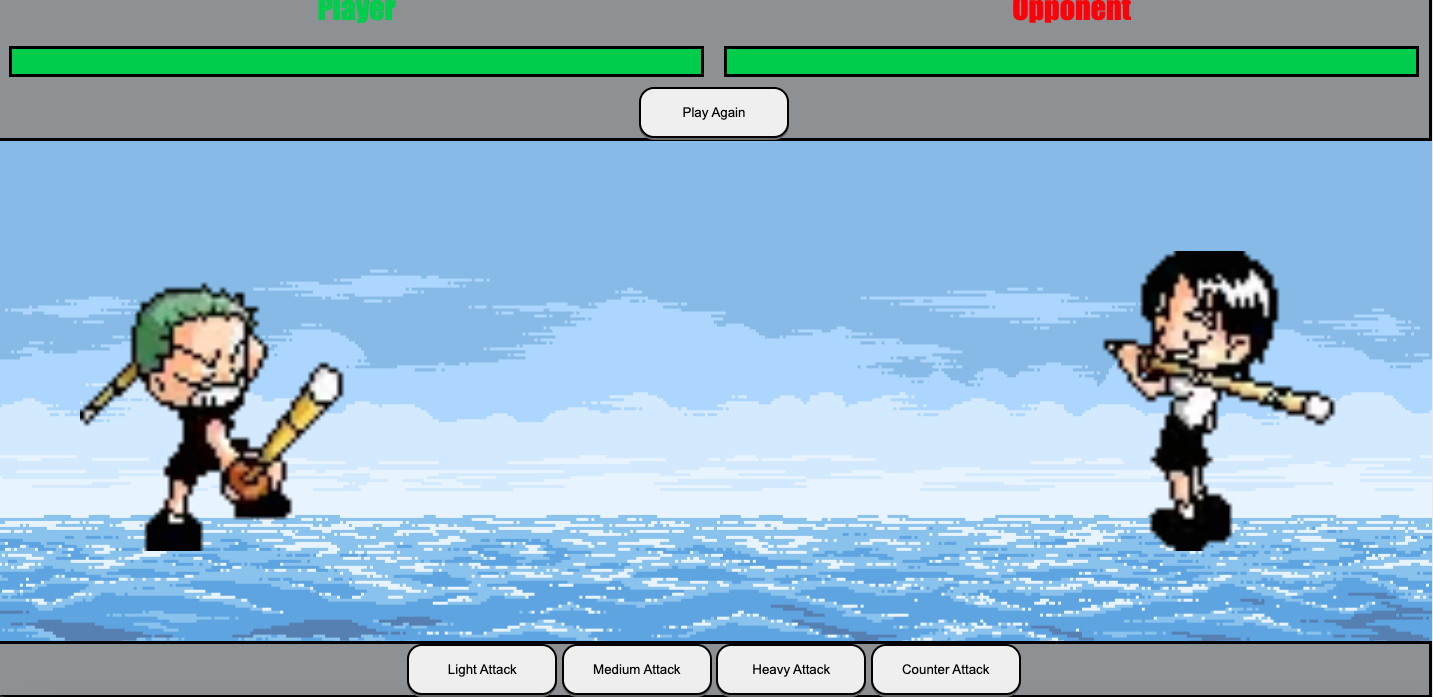 Player
Opponent
Play Again
Light Attack
Medium Attack
Heavy Attack
Counter Attack